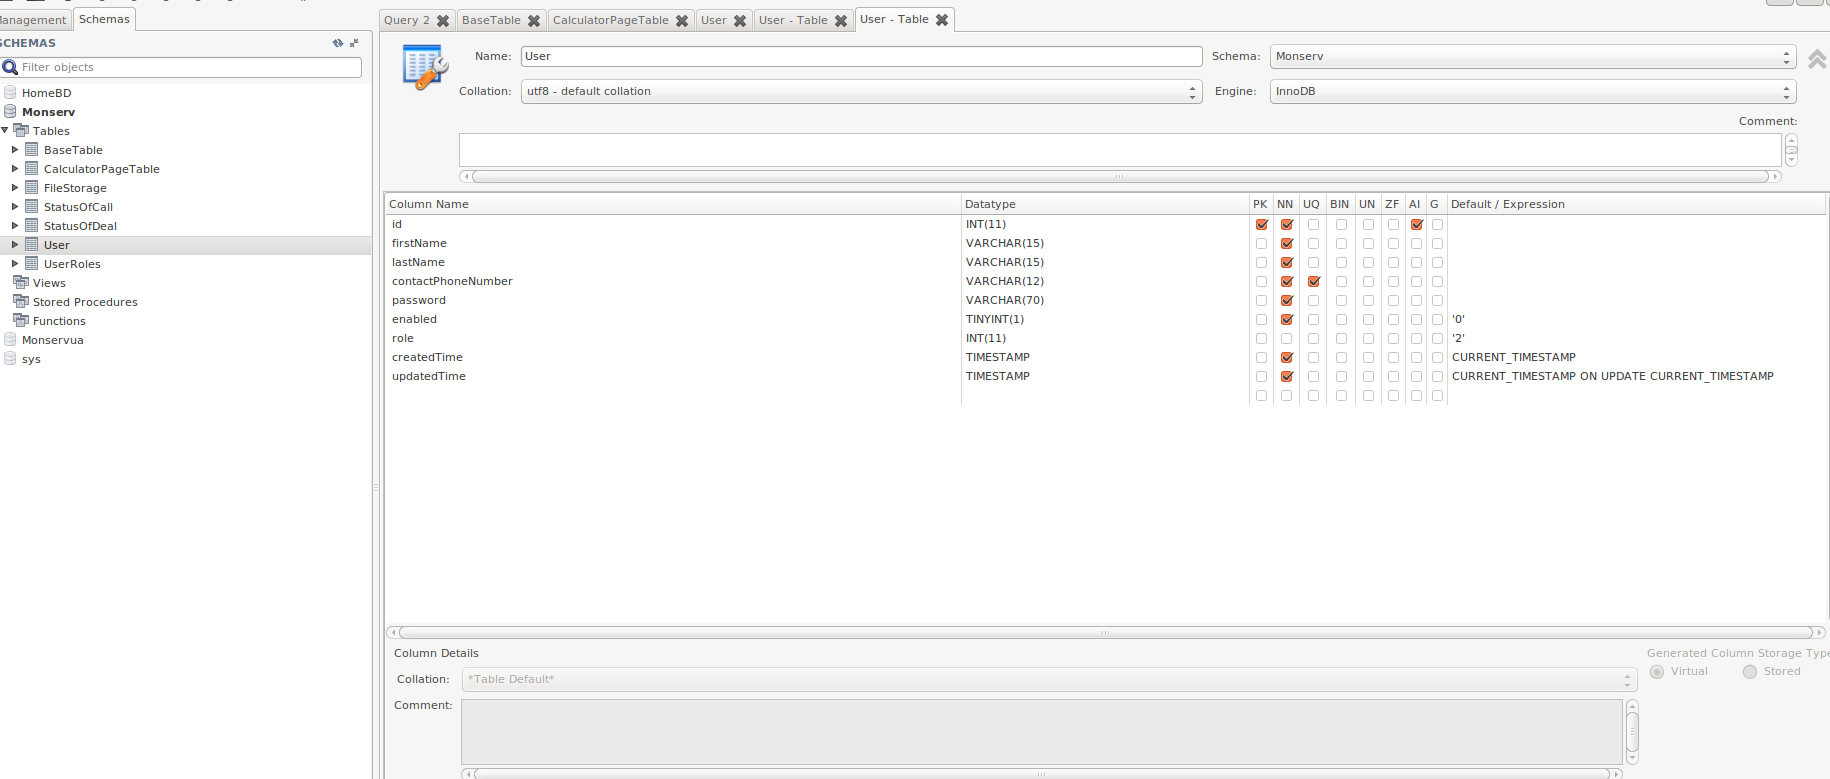 Management Schemas
SCHEMAS
Filter objects
HomeBD
Monserv
Tables
BaseTable
CalculatorPageTable
FileStorage
StatusOfCall
StatusOfDeal
User
UserRoles
Views
Stored Procedures
Functions
Monservua
sys
Query 2 BaseTable CalculatorPageTable User User - Table User - Table
Name: User Schema: Monserv
Collation: utf8 - default collation Engine: InnoDB
Comment:
Column Name Datatype PK NN UQ BIN UN ZF AI G Default / Expression
id INT(11)
firstName VARCHAR(15)
lastName VARCHAR(15)
contactPhoneNumber VARCHAR(12)
password VARCHAR(70)
enabled TINYINT(1) '0'
role INT(11) '2'
createdTime TIMESTAMP CURRENT_TIMESTAMP
updatedTime TIMESTAMP CURRENT_TIMESTAMP ON UPDATE CURRENT_TIMESTAMP
Column Details Generated Column Storage Type
Collation: *Table Default* Virtual Stored
Comment: